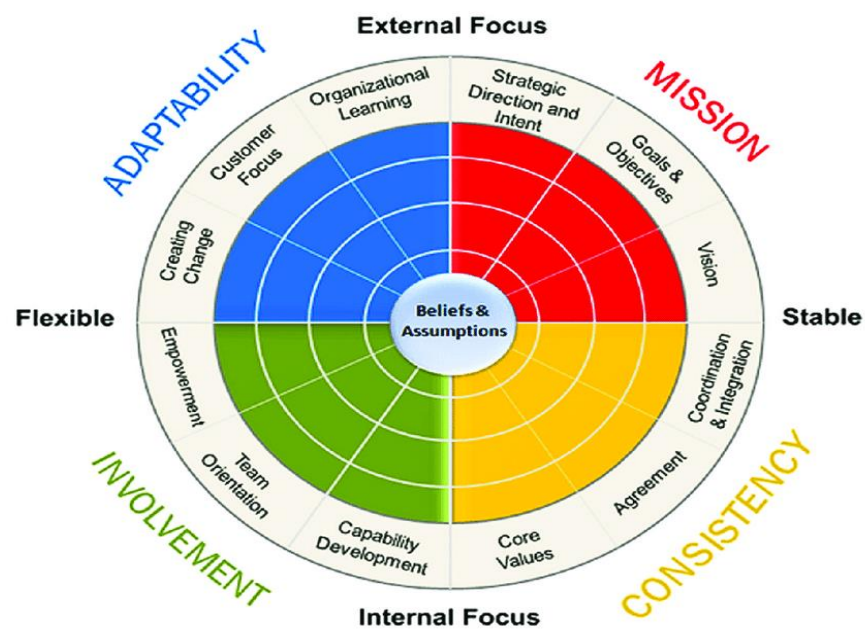 External Focus
ADAPTABILITY
MISSION
Organizational
Learning
Strategic
Direction and
Intent
Customer
Focus
Goals &
Objectives
Creating
Change
Vision
Flexible
Beliefs &
Assumptions
Stable
Empowerment
Coordination
& Integration
Team
Orientation
Agreement
Capability
Development
Core
Values
INVOLVEMENT
CONSISTENCY
Internal Focus